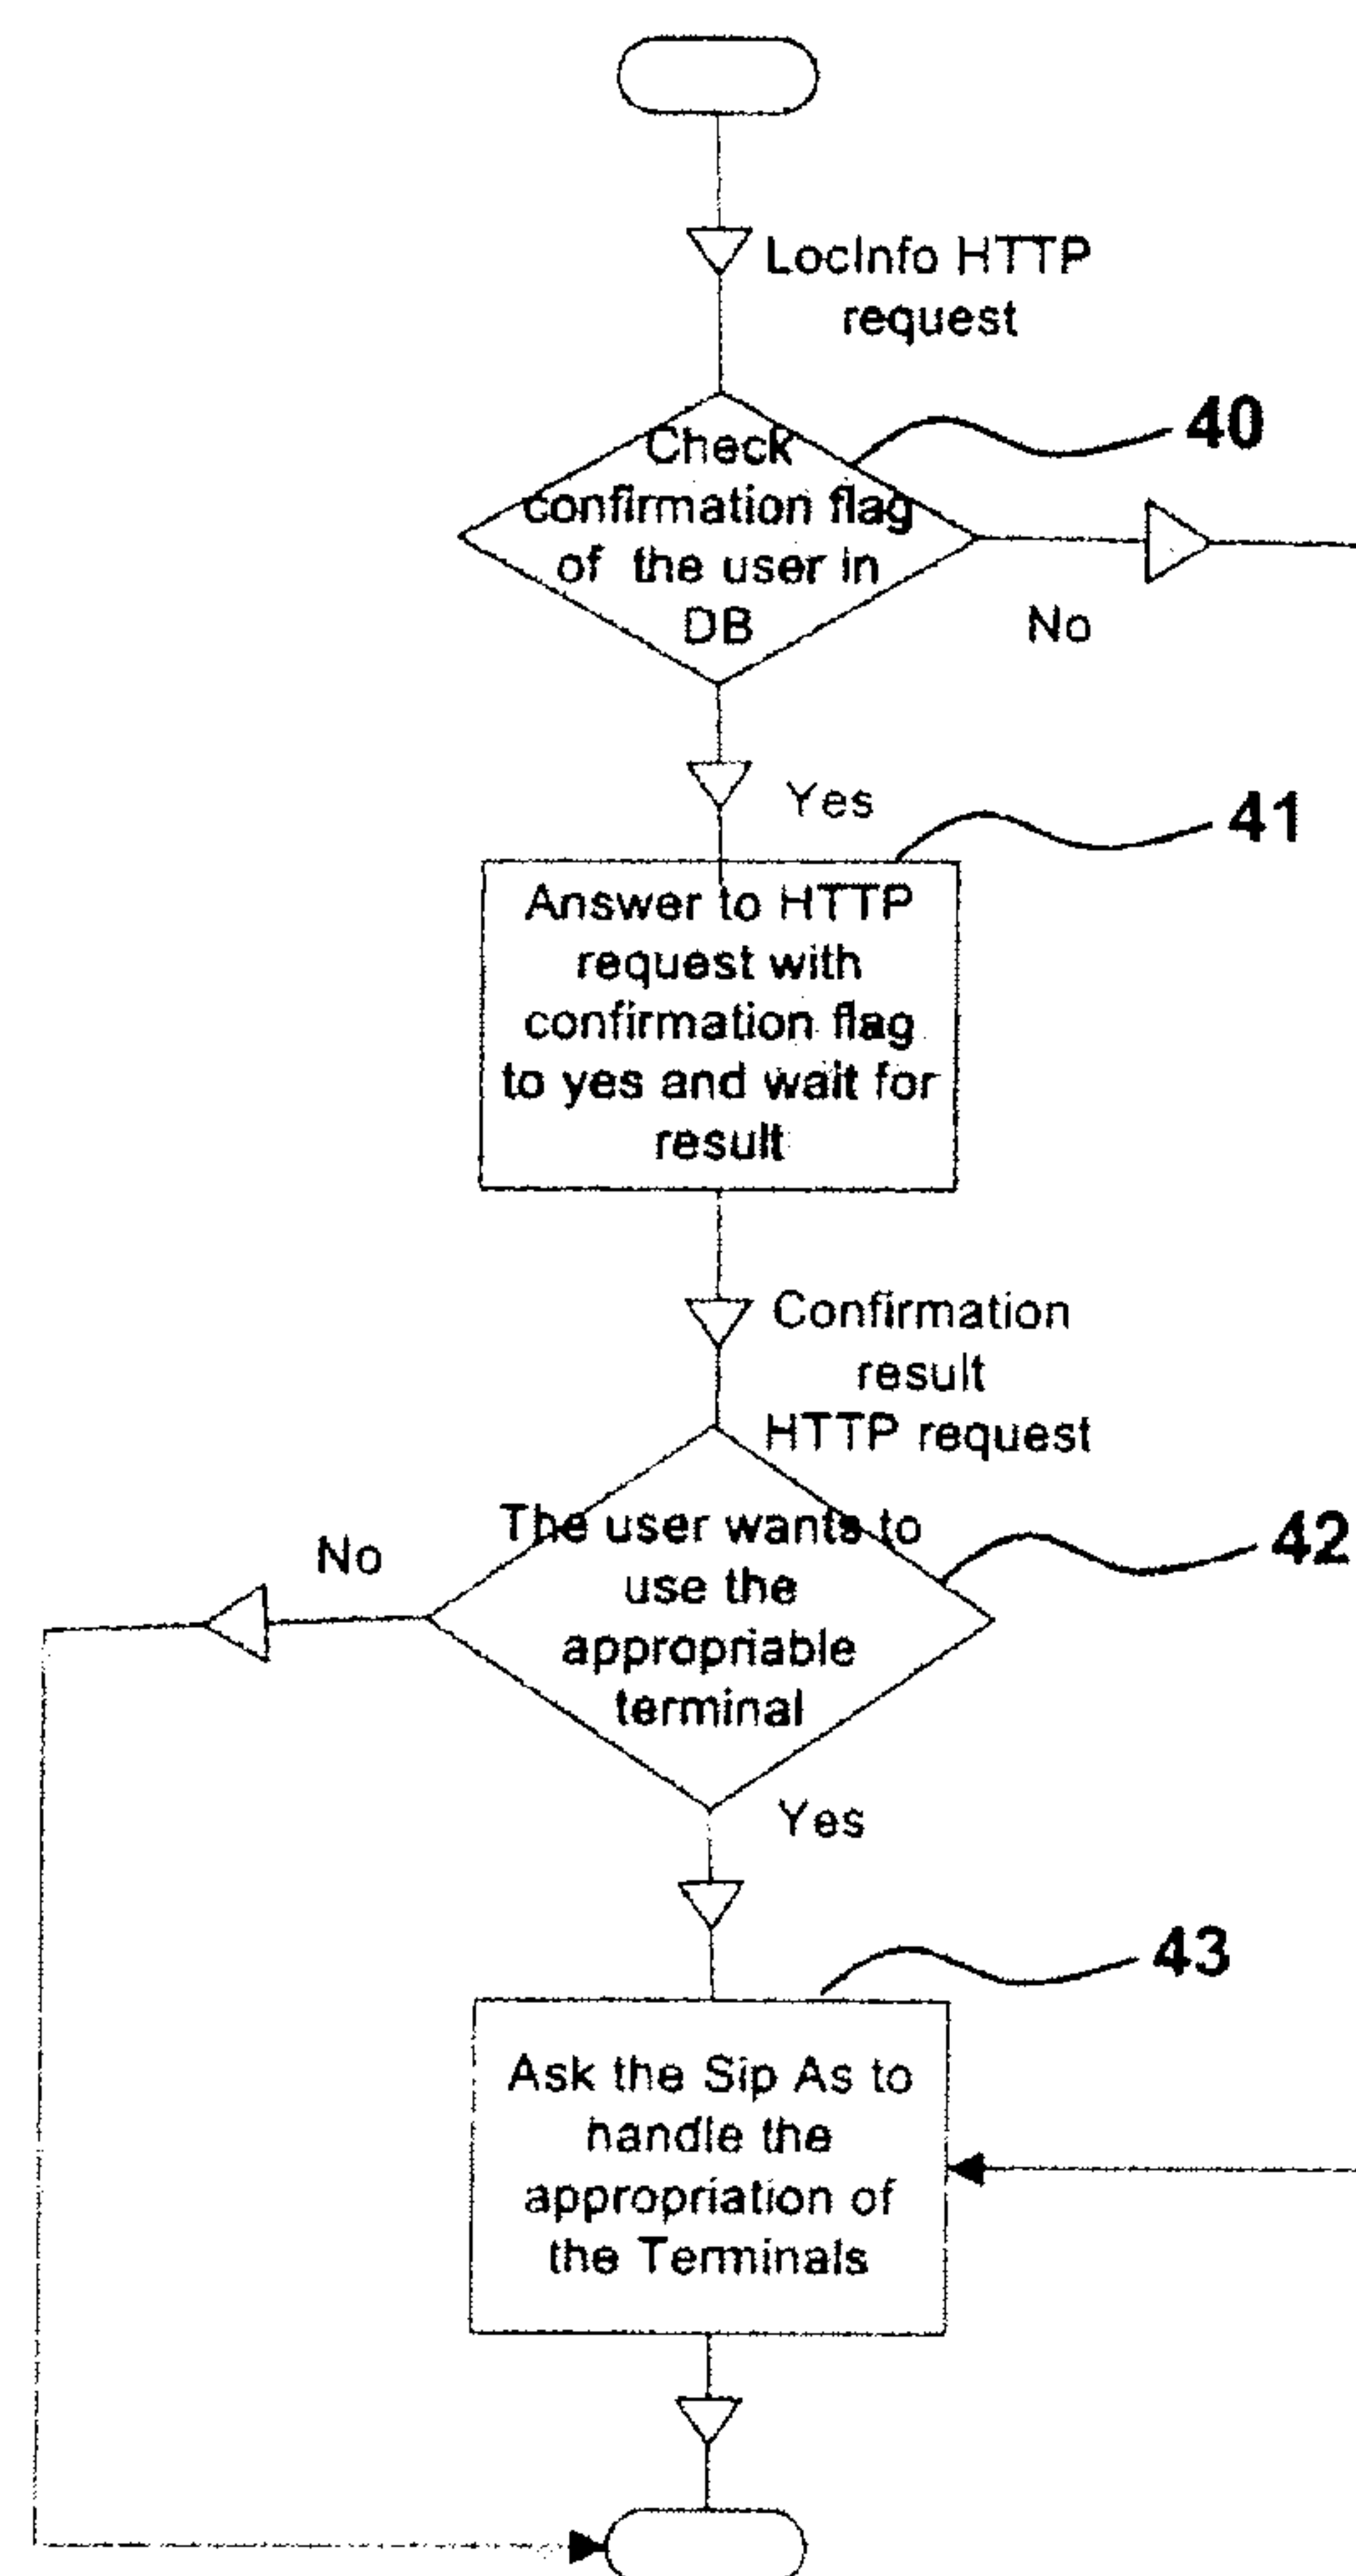 LocInfo HTTP
request
40
Check
confirmation flag
of the user in
DB
No
Yes
41
Answer to HTTP
request with
confirmation flag
to yes and wait for
result
Confirmation
result
HTTP request
42
The user wants to
use the
appropriable
terminal
No
Yes
43
Ask the Sip As to
handle the
appropriation of
the Terminals